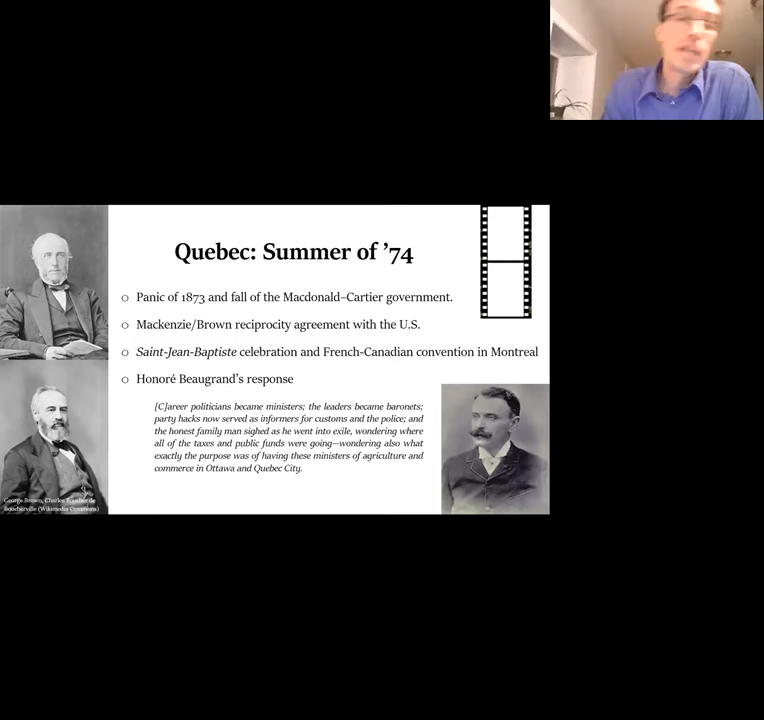 Quebec: Summer of ’74
Panic of 1873 and fall of the Macdonald–Cartier government.
Mackenzie/Brown reciprocity agreement with the U.S.
Saint-Jean-Baptiste celebration and French-Canadian convention in Montreal
Honoré Beaugrand’s response
[C]areer politicians became ministers; the leaders became baronets;
party hacks now served as informers for customs and the police; and
the honest family man sighed as he went into exile, wondering where
all of the taxes and public funds were going—wondering also what
exactly the purpose was of having these ministers of agriculture and
commerce in Ottawa and Quebec City.
George Brown, Charles Boucher de
Boucherville (Wikimedia Commons)